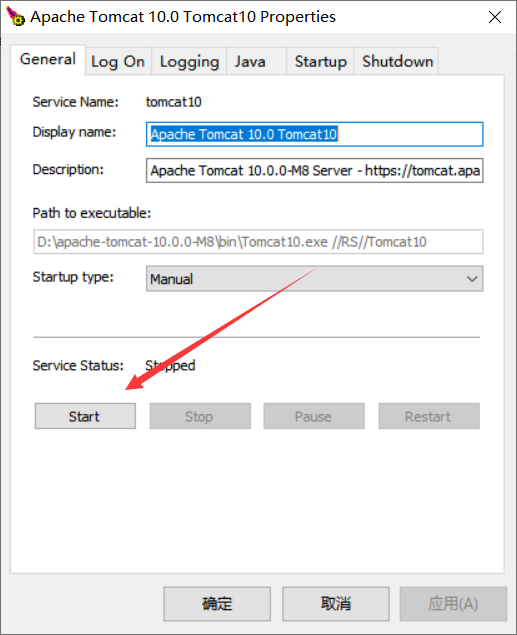 Apache Tomcat 10.0 Tomcat10 Properties
General Log On Logging Java Startup Shutdown
Service Name: tomcat10
Display name: Apache Tomcat 10.0 Tomcat10
Description: Apache Tomcat 10.0.0-M8 Server - https://tomcat.apa
Path to executable:
D:\apache-tomcat-10.0.0-M8\bin\Tomcat10.exe //RS//Tomcat10
Startup type: Manual
Service Status: Stopped
Start Stop Pause Restart
确定 取消 应用(A)